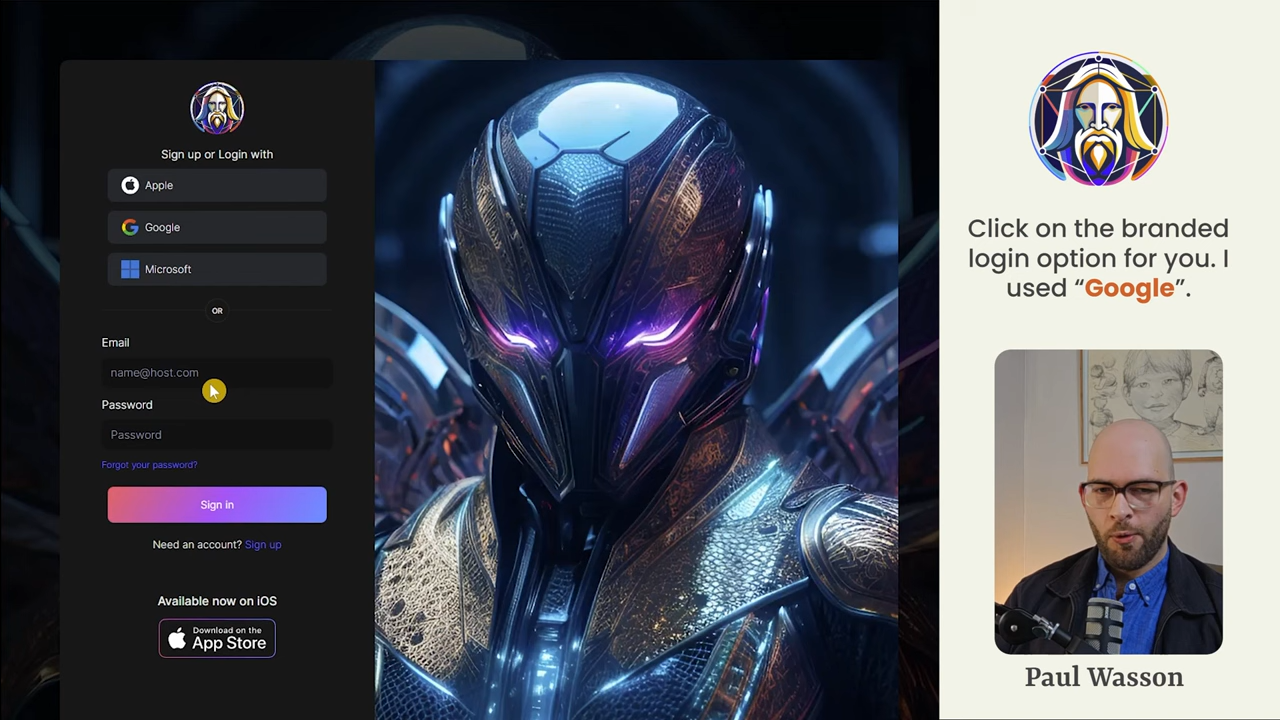 Sign up or Login with
Apple
Google
Microsoft
OR
Email
name@host.com
Password
Password
Forgot your password?
Sign in
Need an account? Sign up
Available now on iOS
Download on the
App Store
Click on the branded
login option for you. I
used “Google”.
Paul Wasson